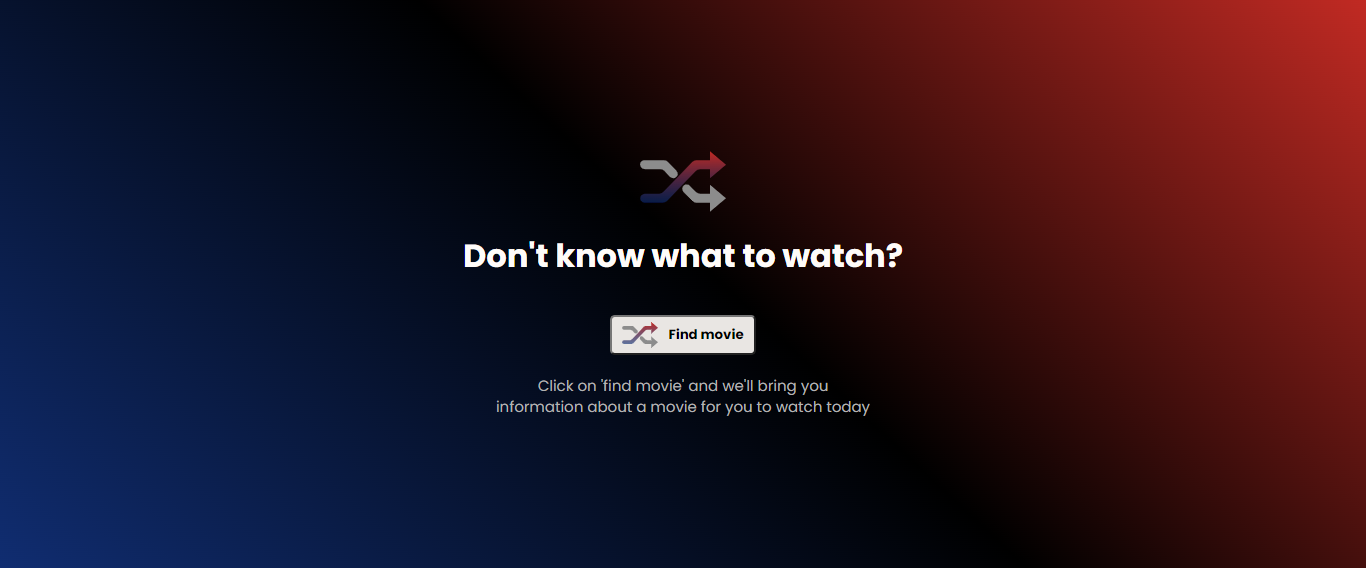 Don't know what to watch?
Find movie
Click on 'find movie' and we'll bring you
information about a movie for you to watch today